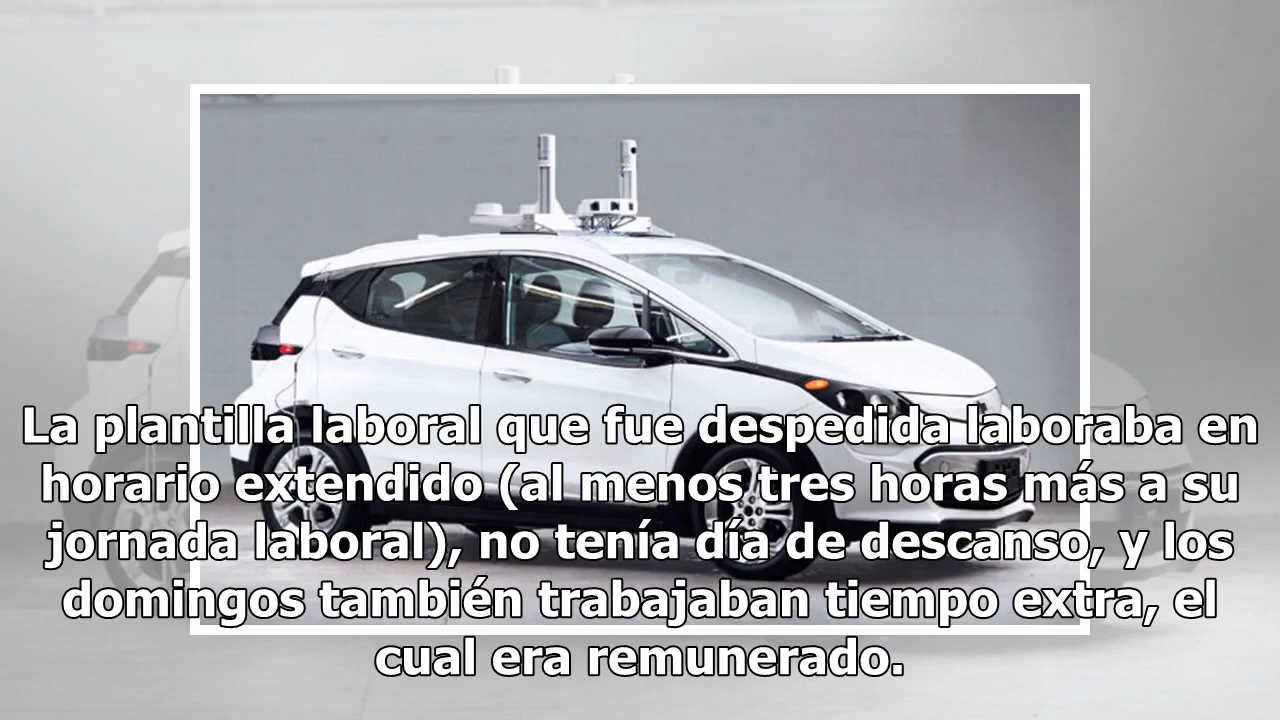 La plantilla laboral que fue despedida laboraba en
horario extendido (al menos tres horas más a su
jornada laboral), no tenía día de descanso, y los
domingos también trabajaban tiempo extra, el
cual era remunerado.